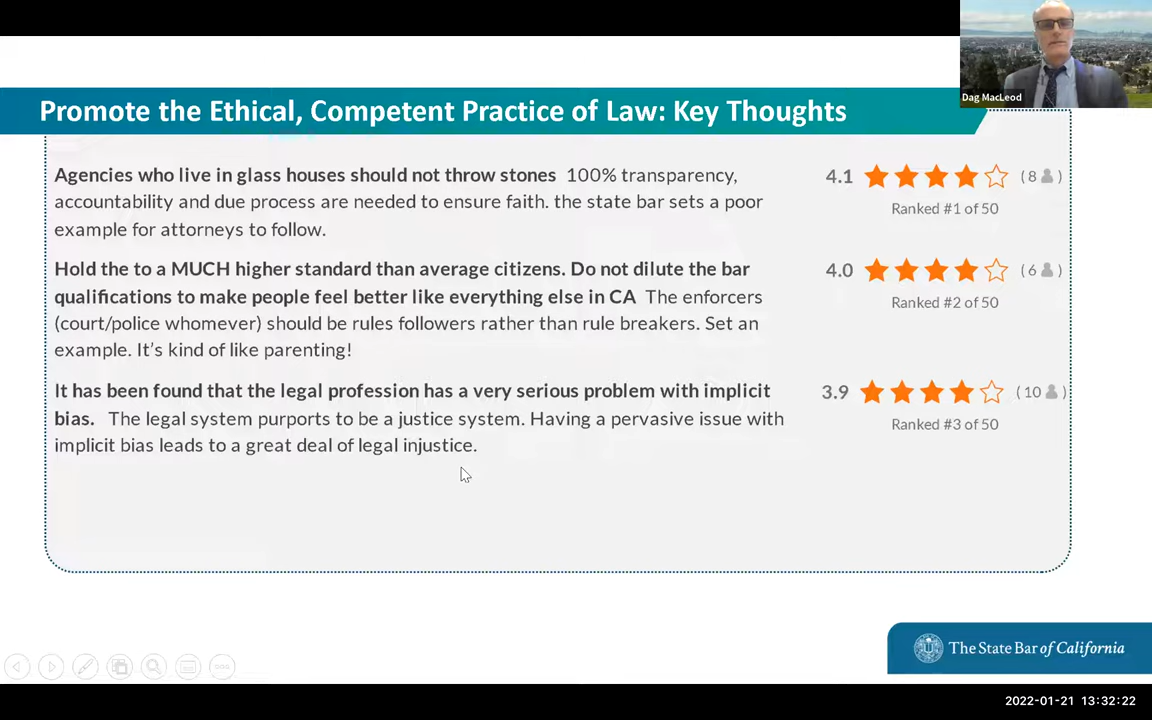 Dag MacLeod
Promote the Ethical, Competent Practice of Law: Key Thoughts
Agencies who live in glass houses should not throw stones 100% transparency,
accountability and due process are needed to ensure faith. the state bar sets a poor
example for attorneys to follow.
4.1 (8)
Ranked #1 of 50
Hold the to a MUCH higher standard than average citizens. Do not dilute the bar
qualifications to make people feel better like everything else in CA The enforcers
(court/police whomever) should be rules followers rather than rule breakers. Set an
example. It's kind of like parenting!
4.0 (6)
Ranked #2 of 50
It has been found that the legal profession has a very serious problem with implicit
bias. The legal system purports to be a justice system. Having a pervasive issue with
implicit bias leads to a great deal of legal injustice.
3.9 (10)
Ranked #3 of 50
The State Bar of California
2022-01-21 13:32:22